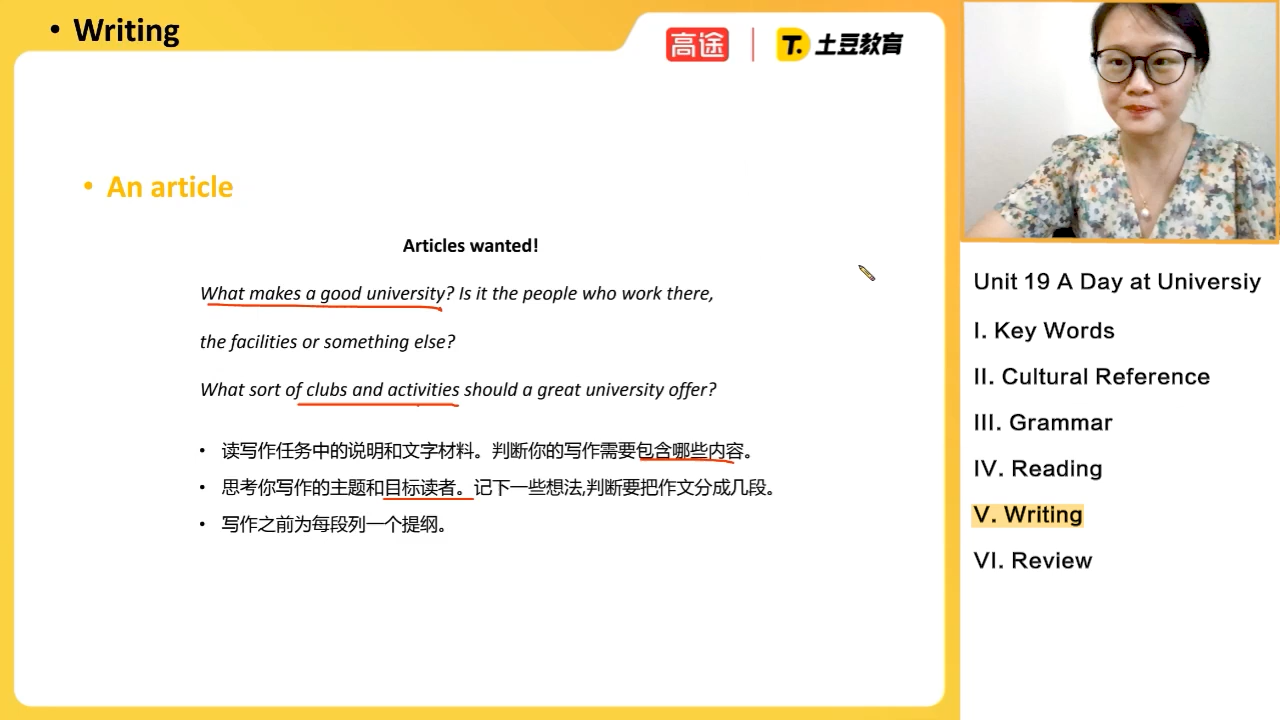 • Writing
高途 | T. 土豆教育
• An article
Articles wanted!
What makes a good university? Is it the people who work there,
the facilities or something else?
What sort of clubs and activities should a great university offer?
• 读写作任务中的说明和文字材料。判断你的写作需要包含哪些内容。
• 思考你写作的主题和目标读者。记下一些想法,判断要把作文分成几段。
• 写作之前为每段列一个提纲。
Unit 19 A Day at Universiy
I. Key Words
II. Cultural Reference
III. Grammar
IV. Reading
V. Writing
VI. Review